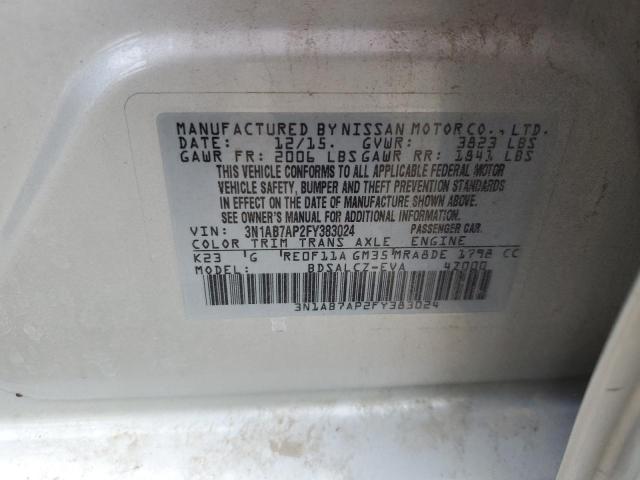 MANUFACTURED BY NISSAN MOTOR CO., LTD.
DATE: 12/15. GVWR: 3823 LBS
GAWR FR: 2006 LBS GAWR RR: 1841 LBS
THIS VEHICLE CONFORMS TO ALL APPLICABLE FEDERAL MOTOR
VEHICLE SAFETY, BUMPER AND THEFT PREVENTION STANDARDS
IN EFFECT ON THE DATE OF MANUFACTURE SHOWN ABOVE.
SEE OWNER'S MANUAL FOR ADDITIONAL INFORMATION.
VIN: 3N1AB7AP2FY383024 PASSENGER CAR.
COLOR TRIM TRANS AXLE ENGINE
K23 G RE0F11A GM35 MRA8DE 1798 CC
MODEL: BDSALCZ-EVA 4Z000
3N1AB7AP2FY383024